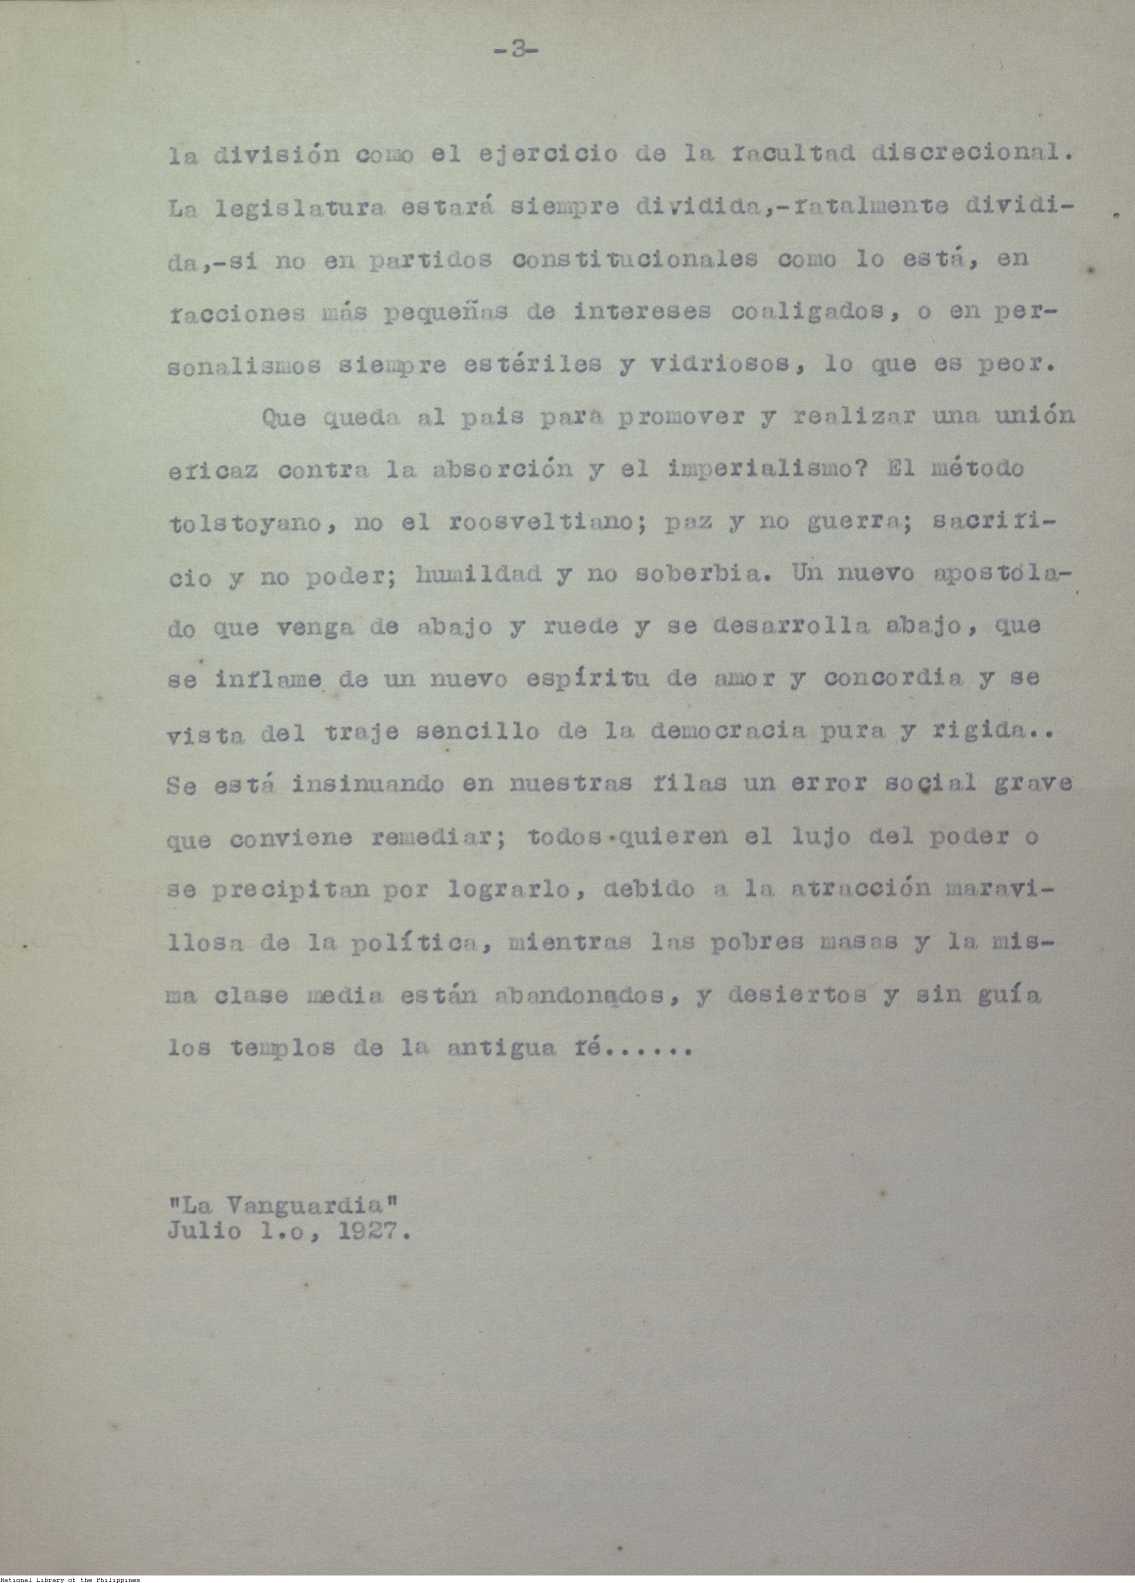 -3-
la división como el ejercicio de la facultad discrecional.
La legislatura estará siempre dividida,-fatalmente dividi-
da,-si no en partidos constitucionales como lo está, en
facciones más pequeñas de intereses coaligados, o en per-
sonalismos siempre estériles y vidriosos, lo que es peor.
Que queda al pais para promover y realizar una unión
eficaz contra la absorción y el imperialismo? El método
tolstoyano, no el roosveltiano; paz y no guerra; sacrifi-
cio y no poder; humildad y no soberbia. Un nuevo apostóla-
do que venga de abajo y ruede y se desarrolla abajo, que
se inflame de un nuevo espíritu de amor y concordia y se
vista del traje sencillo de la democracia pura y rigida..
Se está insinuando en nuestras filas un error social grave
que conviene remediar; todos quieren el lujo del poder o
se precipitan por lograrlo, debido a la atracción maravi-
llosa de la política, mientras las pobres masas y la mis-
ma clase media están abandonados, y desiertos y sin guía
los templos de la antigua fé......
"La Vanguardia"
Julio 1.o, 1927.
National Library of the Philippines